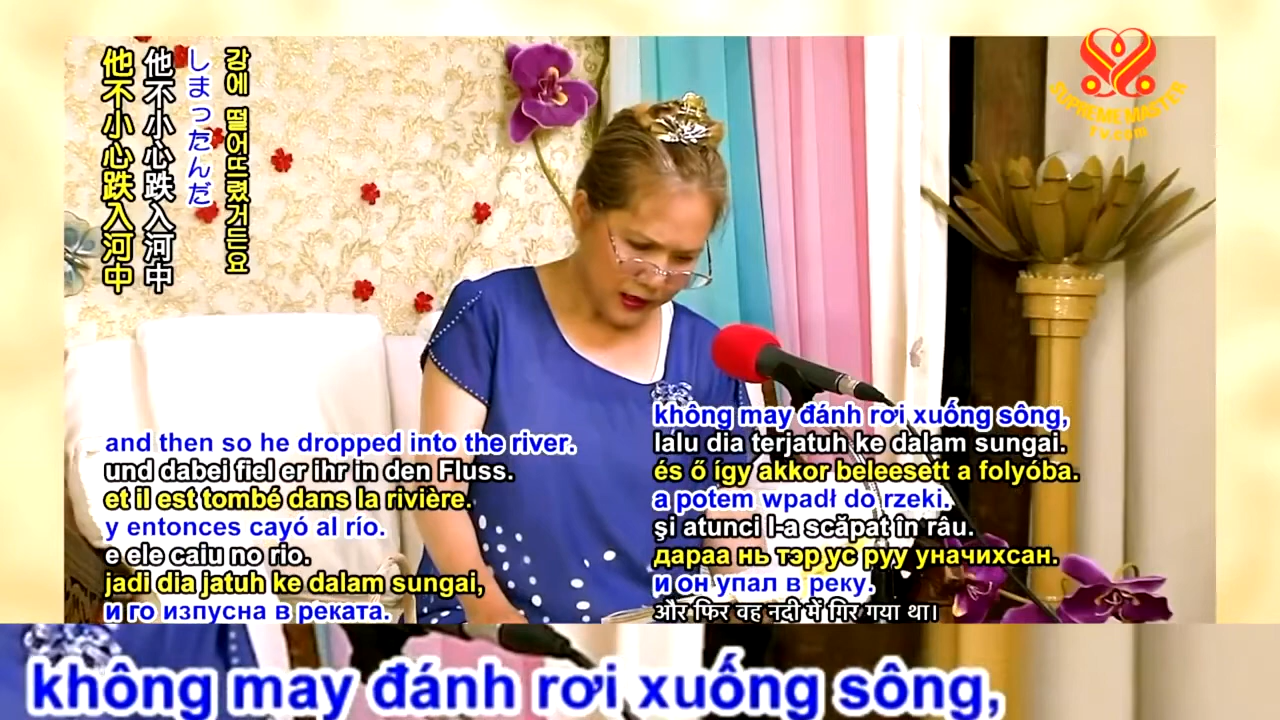 他不小心跌入河中
他不小心跌入河中
しまったんだ
강에 떨어뜨렸거든요
SUPREME MASTER
TV.com
and then so he dropped into the river.
und dabei fiel er ihr in den Fluss.
et il est tombé dans la rivière.
y entonces cayó al río.
e ele caiu no rio.
jadi dia jatuh ke dalam sungai,
и го изпусна в реката.
không may đánh rơi xuống sông,
lalu dia terjatuh ke dalam sungai.
és ő így akkor beleesett a folyóba.
a potem wpadł do rzeki.
şi atunci l-a scăpat în râu.
дараа нь тэр ус руу уначихсан.
и он упал в реку.
और फिर वह नदी में गिर गया था।
không may đánh rơi xuống sông,